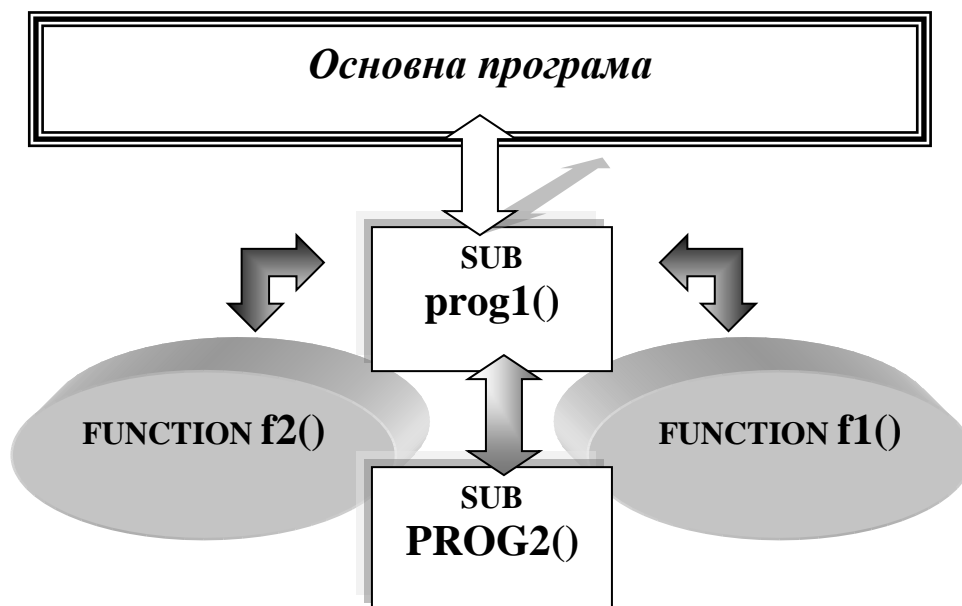 Основна програма
SUB
prog1()
FUNCTION f2()
FUNCTION f1()
SUB
PROG2()